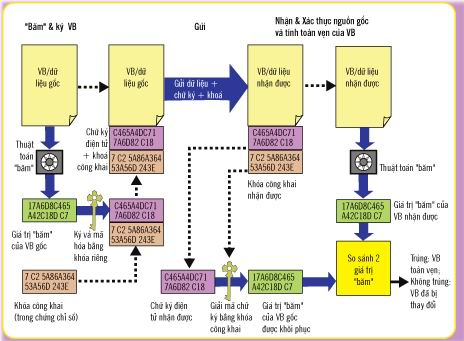 "Băm" & ký VB
Gửi
Nhận & Xác thực nguồn gốc
và tính toàn vẹn của VB
VB/dữ
liệu gốc
VB/dữ
liệu gốc
Gửi dữ liệu +
chữ ký + khoá
VB/dữ liệu
nhận được
VB/dữ liệu
nhận được
Thuật
toán
"băm"
Chữ ký
điện tử
+ khoá
công khai
C465A4DC71
7A6D82 C18
7 C2 5A86A364
53A56D 243E
C465A4DC71
7A6D82 C18
7 C2 5A86A364
53A56D 243E
Khóa công khai
nhận được
Thuật toán "băm"
17A6D8C465
A42C18D C7
Giá trị "băm"
của VB gốc
Ký và mã
hóa bằng
khóa riêng
C465A4DC71
7A6D82 C18
7 C2 5A86A364
53A56D 243E
17A6D8C465
A42C18D C7
Giá trị "băm" của
VB nhận được
So sánh 2
giá trị
"băm"
7 C2 5A86A364
53A56D 243E
Khóa công khai
(trong chứng chỉ số)
C465A4DC71
7A6D82 C18
Chữ ký điện
tử nhận được
Giải mã chữ
ký bằng khóa
công khai
17A6D8C465
A42C18D C7
Giá trị "băm"
của VB gốc
được khôi phục
Trùng: VB
toàn vẹn;
Không trùng:
VB đã bị
thay đổi